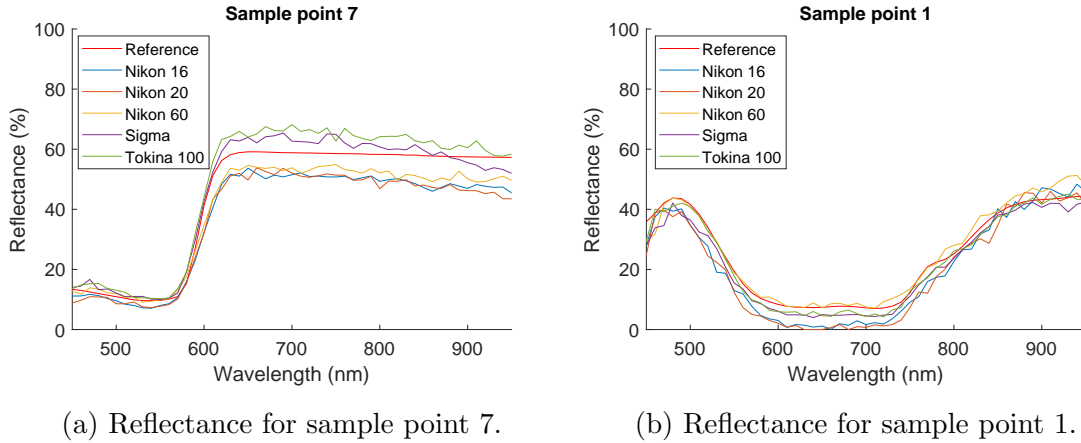 Sample point 7
100
80
60
40
20
0
Reflectance (%)
Reference
Nikon 16
Nikon 20
Nikon 60
Sigma
Tokina 100
500 600 700 800 900
Wavelength (nm)
(a) Reflectance for sample point 7.
Sample point 1
100
80
60
40
20
0
Reflectance (%)
Reference
Nikon 16
Nikon 20
Nikon 60
Sigma
Tokina 100
500 600 700 800 900
Wavelength (nm)
(b) Reflectance for sample point 1.